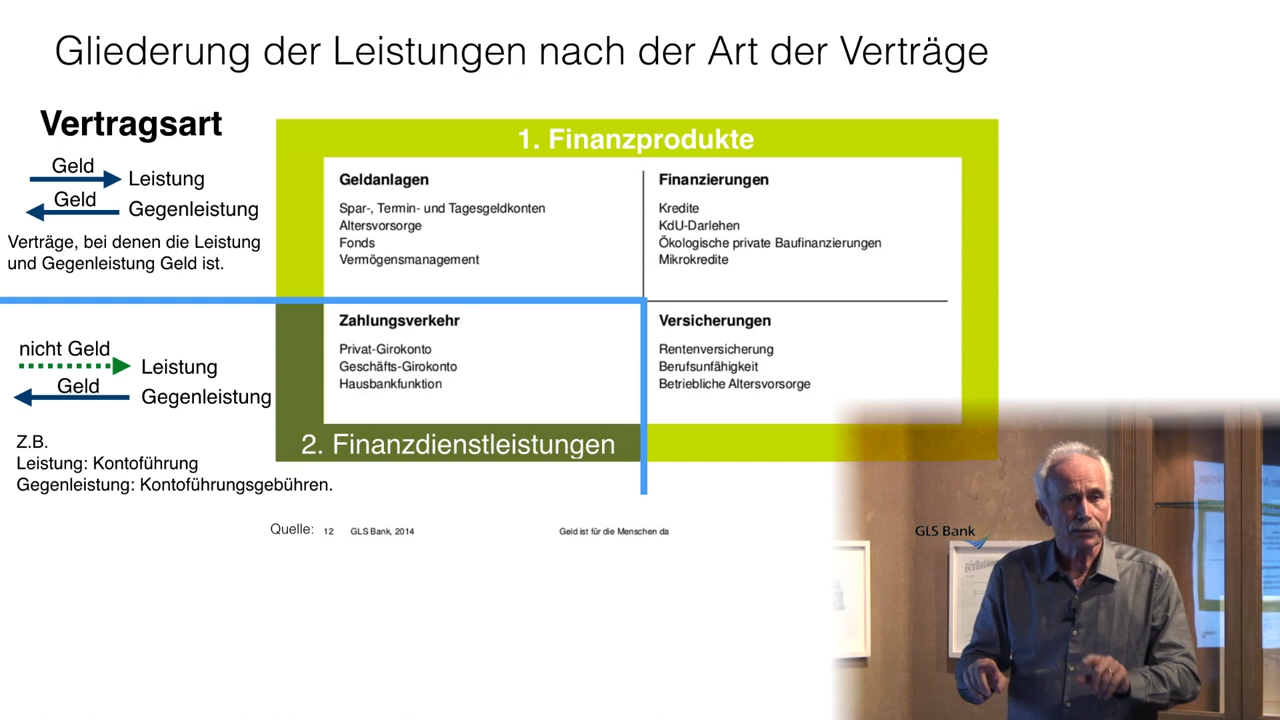 Gliederung der Leistungen nach der Art der Verträge
Vertragsart
Geld
Leistung
Geld
Gegenleistung
Verträge, bei denen die Leistung
und Gegenleistung Geld ist.
nicht Geld
Leistung
Geld
Gegenleistung
Z.B.
Leistung: Kontoführung
Gegenleistung: Kontoführungsgebühren.
1. Finanzprodukte
Geldanlagen
Spar-, Termin- und Tagesgeldkonten
Altersvorsorge
Fonds
Vermögensmanagement
Finanzierungen
Kredite
KdU-Darlehen
Ökologische private Baufinanzierungen
Mikrokredite
Zahlungsverkehr
Privat-Girokonto
Geschäfts-Girokonto
Hausbankfunktion
Versicherungen
Rentenversicherung
Berufsunfähigkeit
Betriebliche Altersvorsorge
2. Finanzdienstleistungen
Quelle: 12 GLS Bank, 2014
Geld ist für die Menschen da
GLS Bank